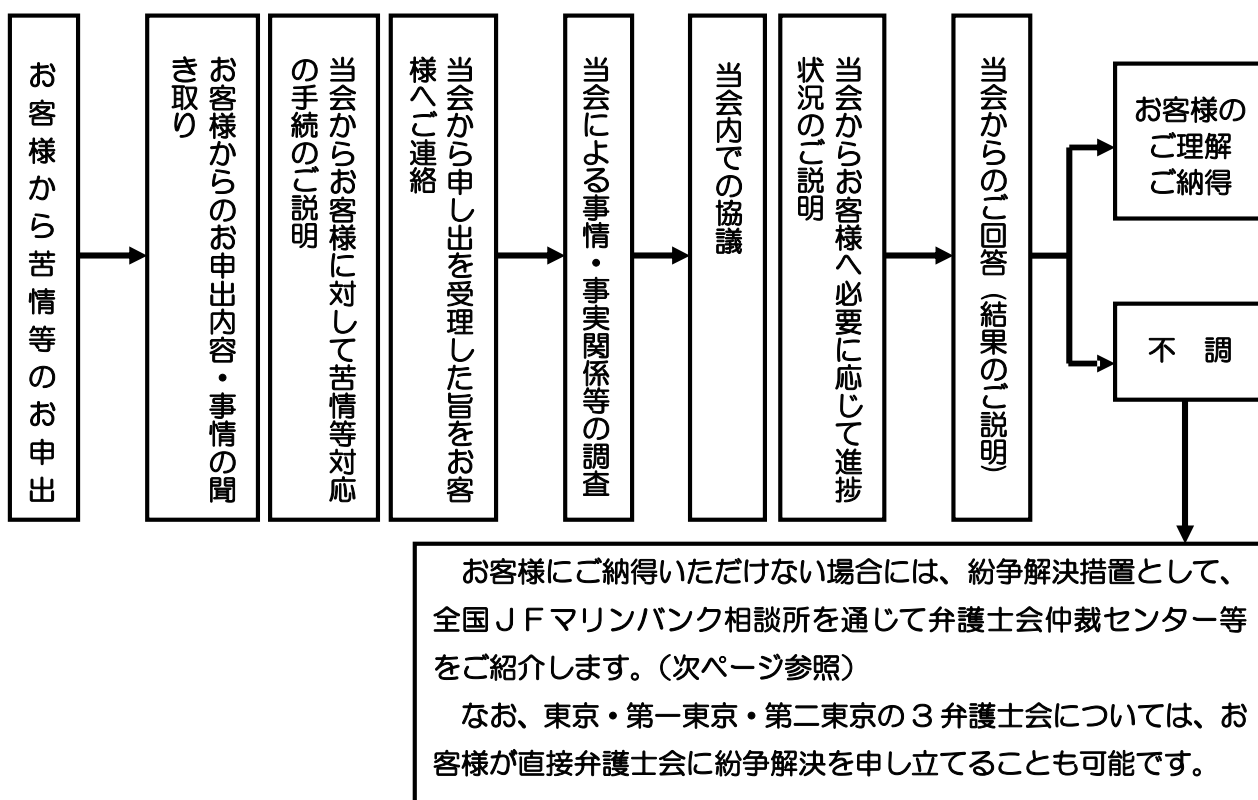 お客様から苦情等のお申出
お客様からのお申出内容・事情の聞
き取り
当会からお客様に対して苦情等対応
の手続のご説明
当会から申し出を受理した旨をお客
様へご連絡
当会による事情・事実関係等の調査
当会内での協議
当会からお客様へ必要に応じて進捗
状況のご説明
当会からのご回答（結果のご説明）
お客様の
ご理解
ご納得
不　調
お客様にご納得いただけない場合には、紛争解決措置として、
全国ＪＦマリンバンク相談所を通じて弁護士会仲裁センター等
をご紹介します。（次ページ参照）
なお、東京・第一東京・第二東京の３弁護士会については、お
客様が直接弁護士会に紛争解決を申し立てることも可能です。